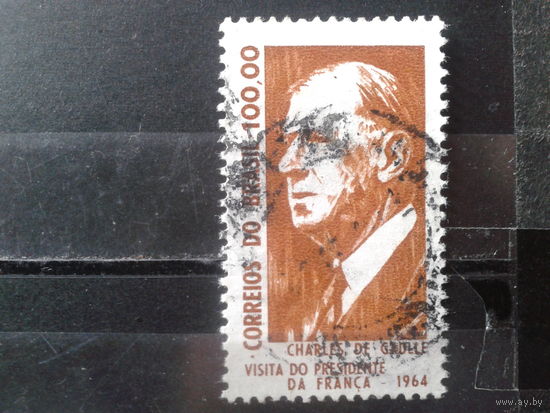 CORREIOS DO BRASIL 100,00
CHARLES DE GAULLE
VISITA DO PRESIDENTE
DA FRANÇA 1964
www.ay.by